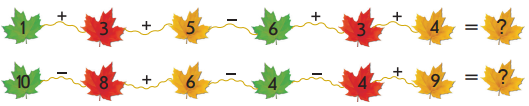 1 + 3 + 5 − 6 + 3 + 4 = ?
10 − 8 + 6 − 4 − 4 + 9 = ?